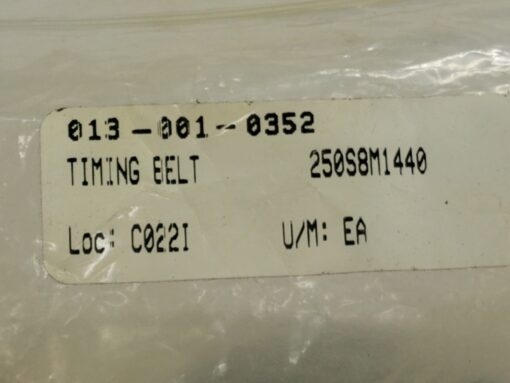 013-001-0352
TIMING BELT 250S8M1440
Loc: C022I U/M: EA